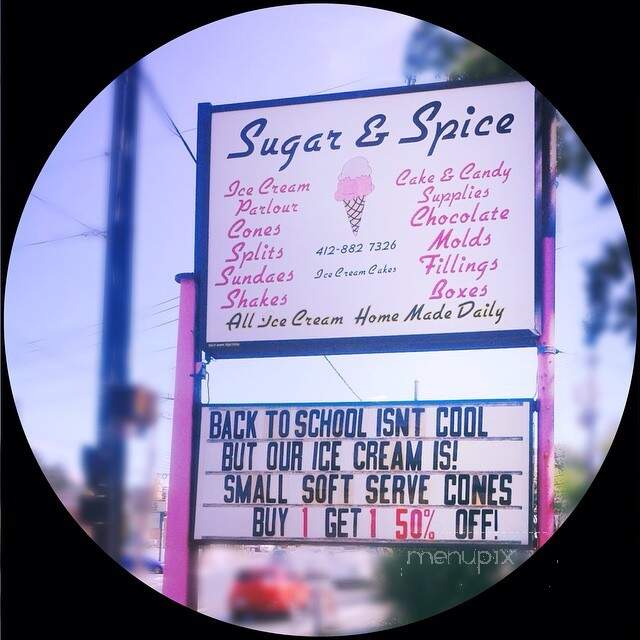 Sugar & Spice
Ice Cream
Parlour
Cones
Splits
Sundaes
Shakes
412-882 7326
Ice Cream Cakes
Cake & Candy
Supplies
Chocolate
Molds
Fillings
Boxes
All Ice Cream Home Made Daily
BACK TO SCHOOL ISNT COOL
BUT OUR ICE CREAM IS!
SMALL SOFT SERVE CONES
BUY 1 GET 1 50% OFF!
menupix